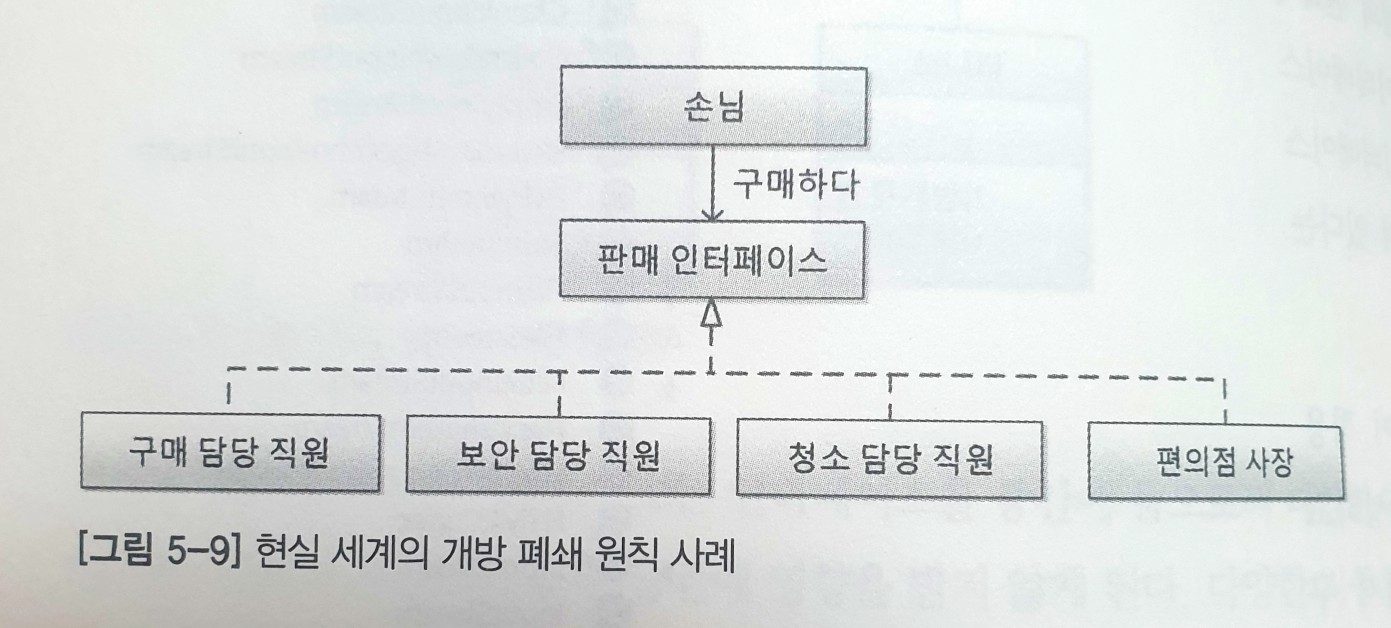 손님
구매하다
판매 인터페이스
구매 담당 직원
보안 담당 직원
청소 담당 직원
편의점 사장
[그림 5-9] 현실 세계의 개방 폐쇄 원칙 사례